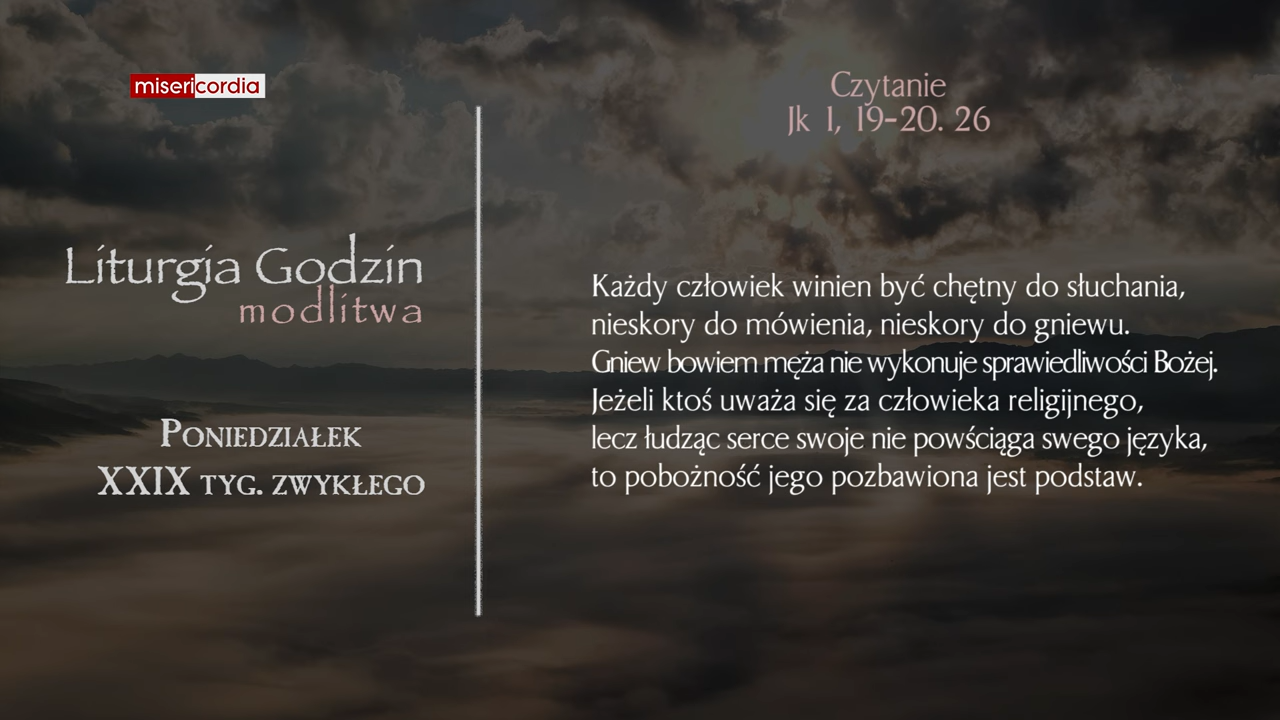 misericordia
Liturgia Godzin
modlitwa
Poniedziałek
XXIX tyg. zwykłego
Czytanie
Jk 1, 19-20. 26
Każdy człowiek winien być chętny do słuchania,
nieskory do mówienia, nieskory do gniewu.
Gniew bowiem męża nie wykonuje sprawiedliwości Bożej.
Jeżeli ktoś uważa się za człowieka religijnego,
lecz łudząc serce swoje nie powściąga swego języka,
to pobożność jego pozbawiona jest podstaw.